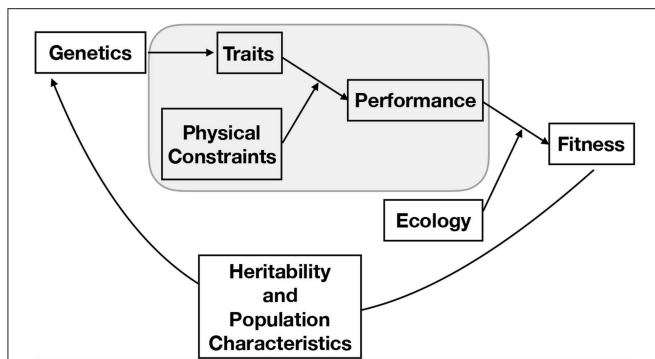 Genetics
Traits
Performance
Physical
Constraints
Fitness
Ecology
Heritability
and
Population
Characteristics